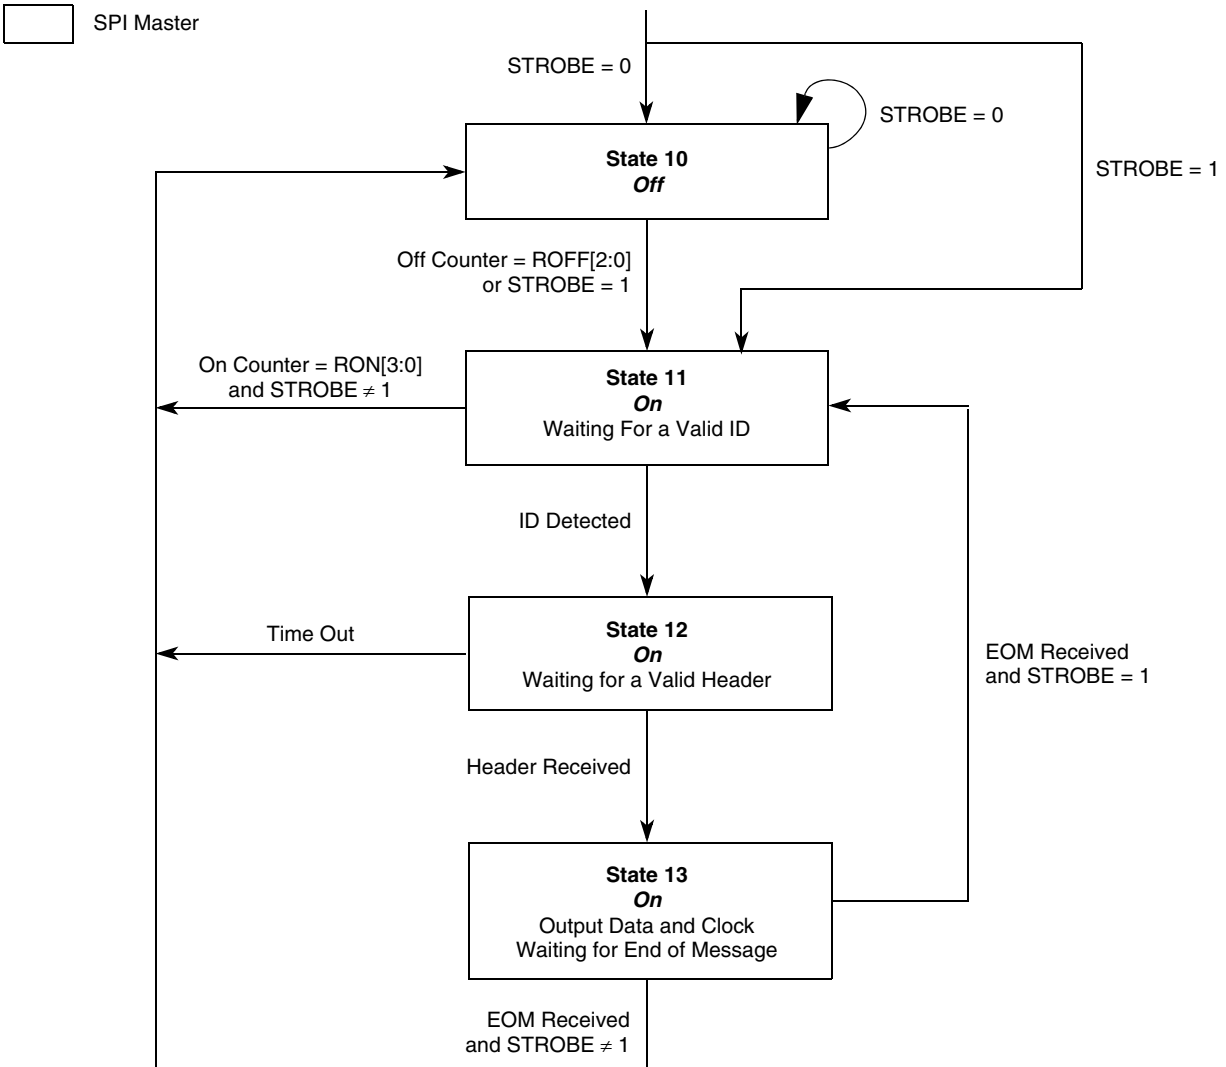 SPI Master
STROBE = 0
STROBE = 0
STROBE = 1
State 10
Off
Off Counter = ROFF[2:0]
or STROBE = 1
On Counter = RON[3:0]
and STROBE ≠ 1
State 11
On
Waiting For a Valid ID
ID Detected
Time Out
State 12
On
Waiting for a Valid Header
EOM Received
and STROBE = 1
Header Received
State 13
On
Output Data and Clock
Waiting for End of Message
EOM Received
and STROBE ≠ 1